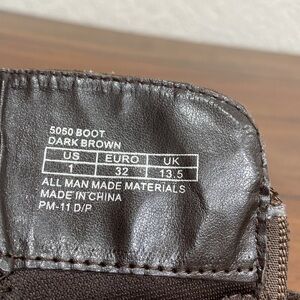 5050 BOOT
DARK BROWN
US EURO UK
1 32 13.5
ALL MAN MADE MATERIALS
MADE IN CHINA
PM-11 D/P